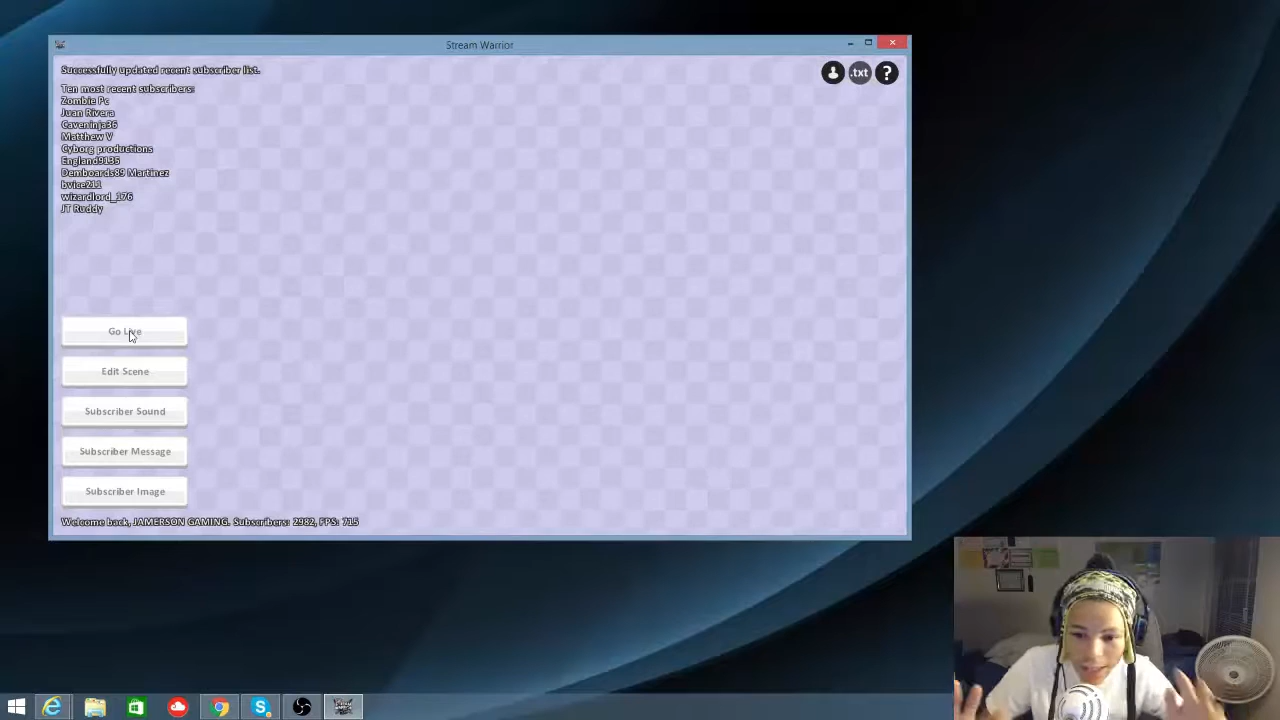 Stream Warrior
Successfully updated recent subscriber list.
.txt
?
Ten most recent subscribers:
Zombie Pc
Juan Rivera
Caveninja36
Matthew V
Cyborg productions
England9135
Demboards89 Martinez
bvice211
wizardlord_176
JT Ruddy
Go Live
Edit Scene
Subscriber Sound
Subscriber Message
Subscriber Image
Welcome back, JAMERSON GAMING. Subscribers: 2982, FPS: 715